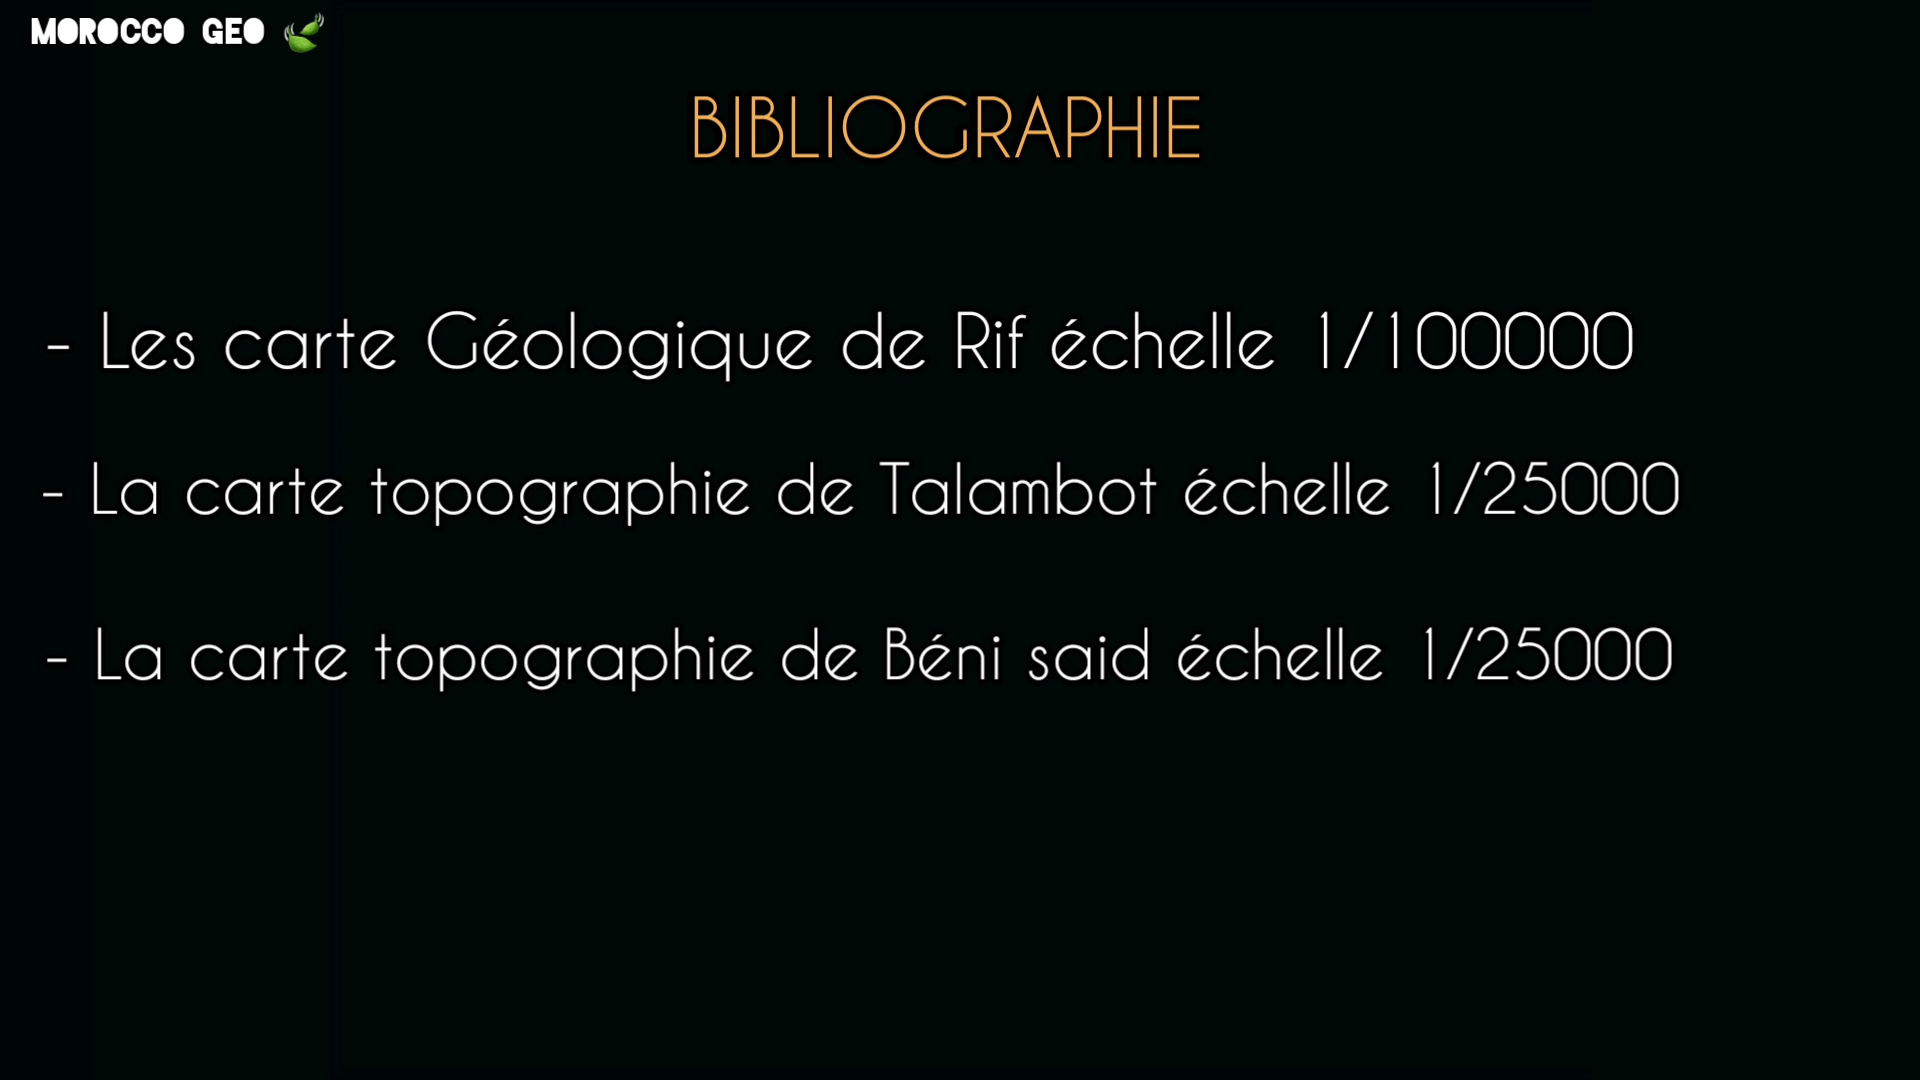 MOROCCO GEO
BIBLIOGRAPHIE
- Les carte Géologique de Rif échelle 1/100000
- La carte topographie de Talambot échelle 1/25000
- La carte topographie de Béni said échelle 1/25000